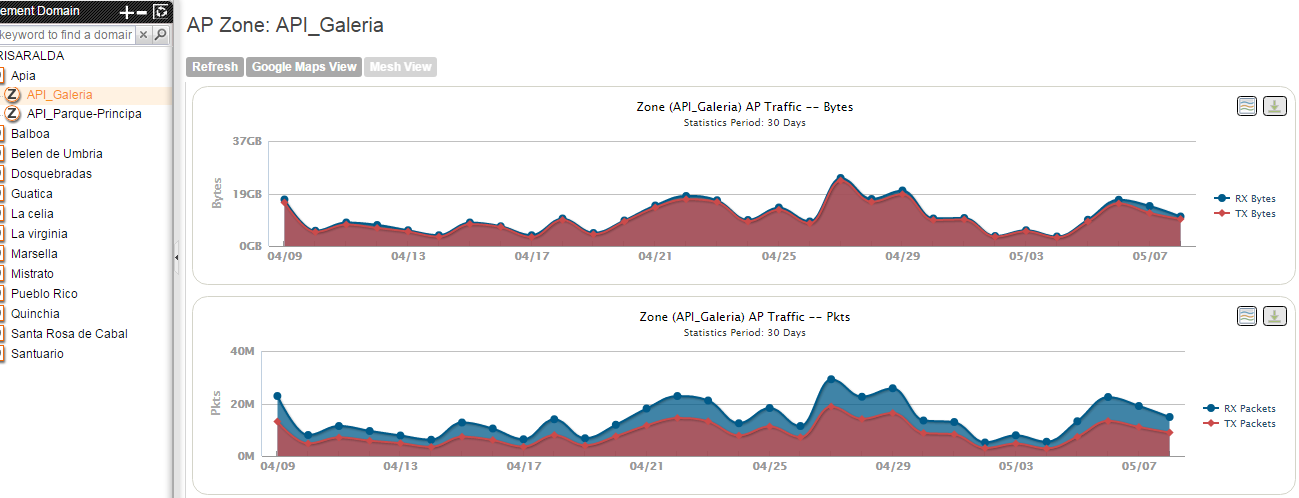 ement Domain
keyword to find a domain
RISARALDA
Apia
Z API_Galeria
Z API_Parque-Principa
Balboa
Belen de Umbria
Dosquebradas
Guatica
La celia
La virginia
Marsella
Mistrato
Pueblo Rico
Quinchia
Santa Rosa de Cabal
Santuario
AP Zone: API_Galeria
Refresh Google Maps View Mesh View
Zone (API_Galeria) AP Traffic -- Bytes
Statistics Period: 30 Days
37GB
19GB
0GB
Bytes
04/09 04/13 04/17 04/21 04/25 04/29 05/03 05/07
RX Bytes
TX Bytes
Zone (API_Galeria) AP Traffic -- Pkts
Statistics Period: 30 Days
40M
20M
0M
Pkts
04/09 04/13 04/17 04/21 04/25 04/29 05/03 05/07
RX Packets
TX Packets